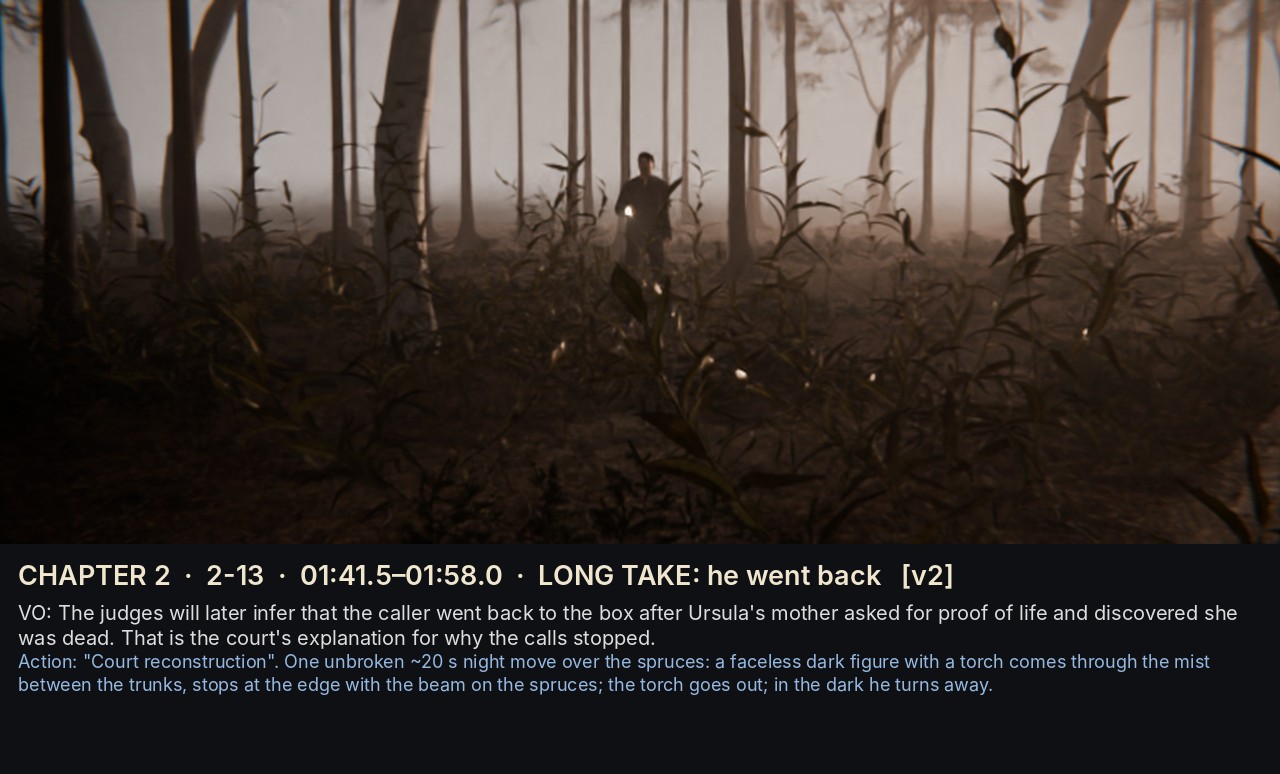 CHAPTER 2 · 2-13 · 01:41.5–01:58.0 · LONG TAKE: he went back [v2]
VO: The judges will later infer that the caller went back to the box after Ursula's mother asked for proof of life and discovered she
was dead. That is the court's explanation for why the calls stopped.
Action: "Court reconstruction". One unbroken ~20 s night move over the spruces: a faceless dark figure with a torch comes through the mist
between the trunks, stops at the edge with the beam on the spruces; the torch goes out; in the dark he turns away.